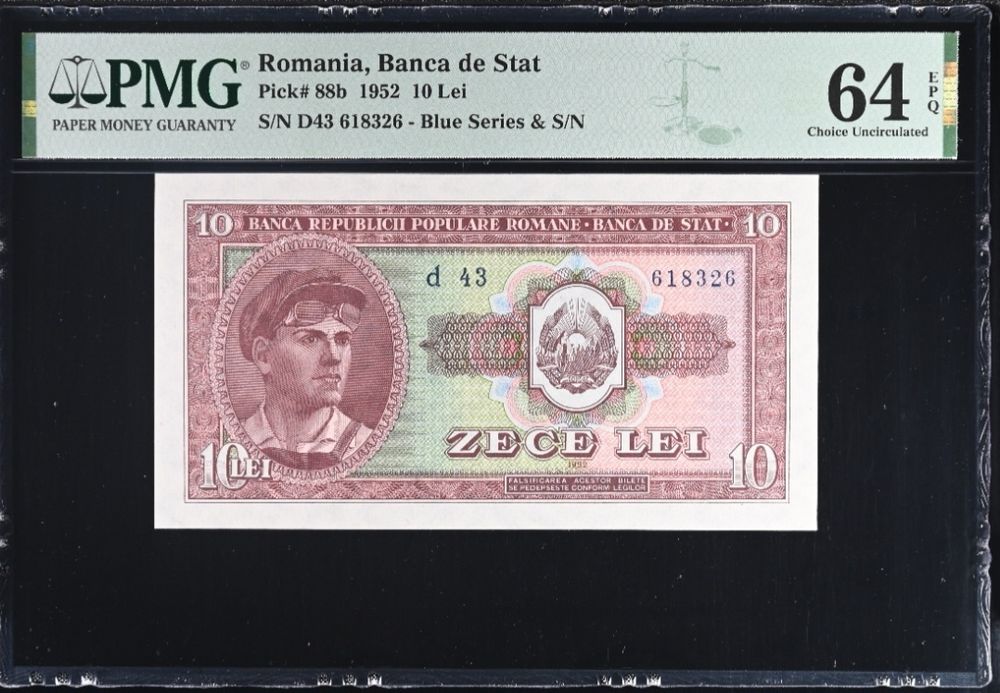 PMG®
PAPER MONEY GUARANTY
Romania, Banca de Stat
Pick# 88b 1952 10 Lei
S/N D43 618326 - Blue Series & S/N
64 EPQ
Choice Uncirculated
10 BANCA REPUBLICII POPULARE ROMANE · BANCA DE STAT · 10
d 43 618326
ZECE LEI
1952
10 LEI
FALSIFICAREA ACESTOR BILETE
SE PEDEPSESTE CONFORM LEGILOR
10